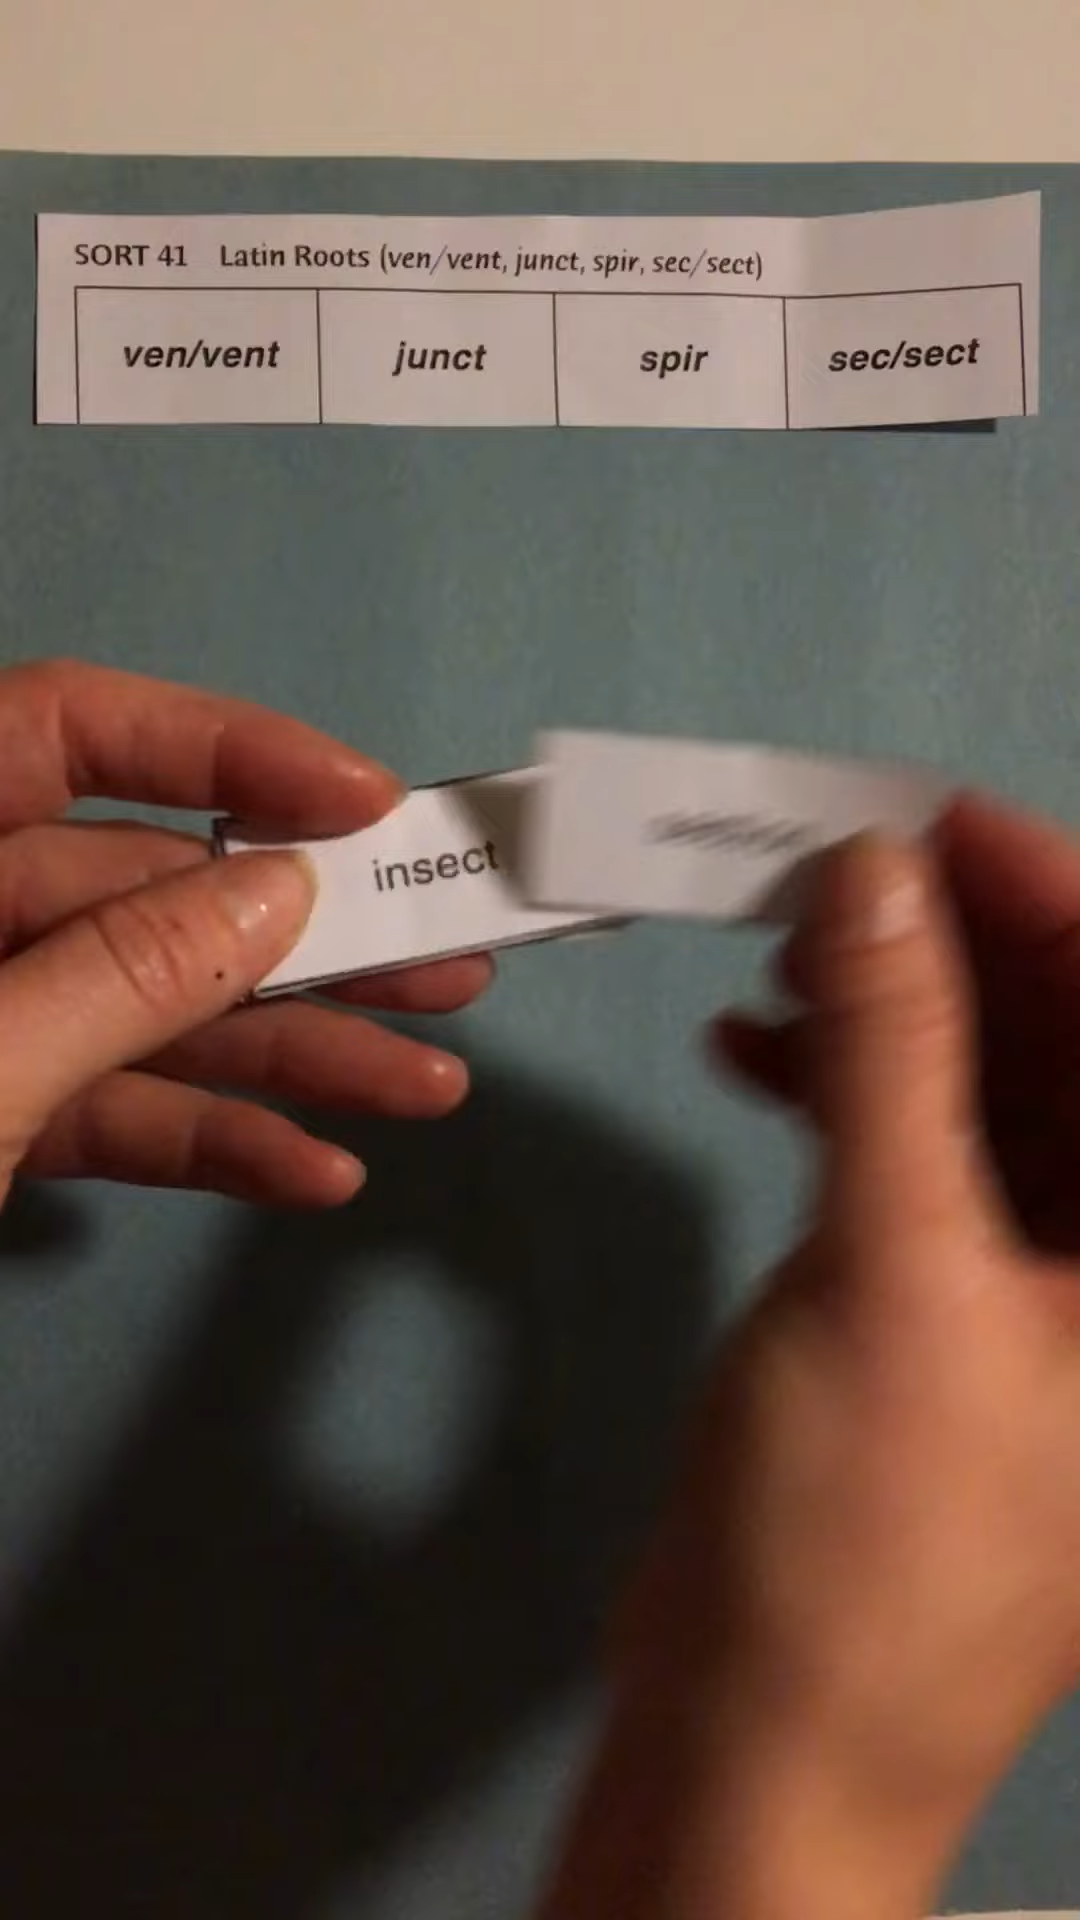 SORT 41 Latin Roots (ven/vent, junct, spir, sec/sect)
ven/vent junct spir sec/sect
insect